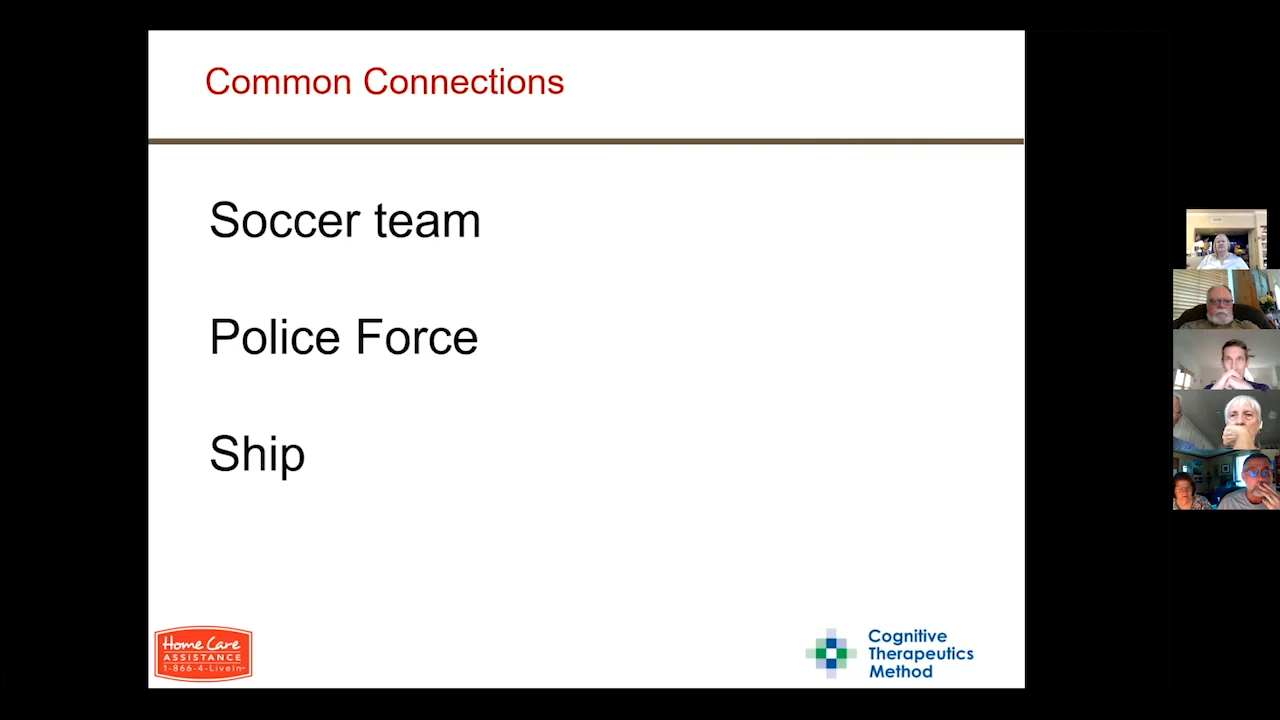 Common Connections
Soccer team
Police Force
Ship
Home Care
ASSISTANCE
1-866-4-LiveIn
Cognitive
Therapeutics
Method